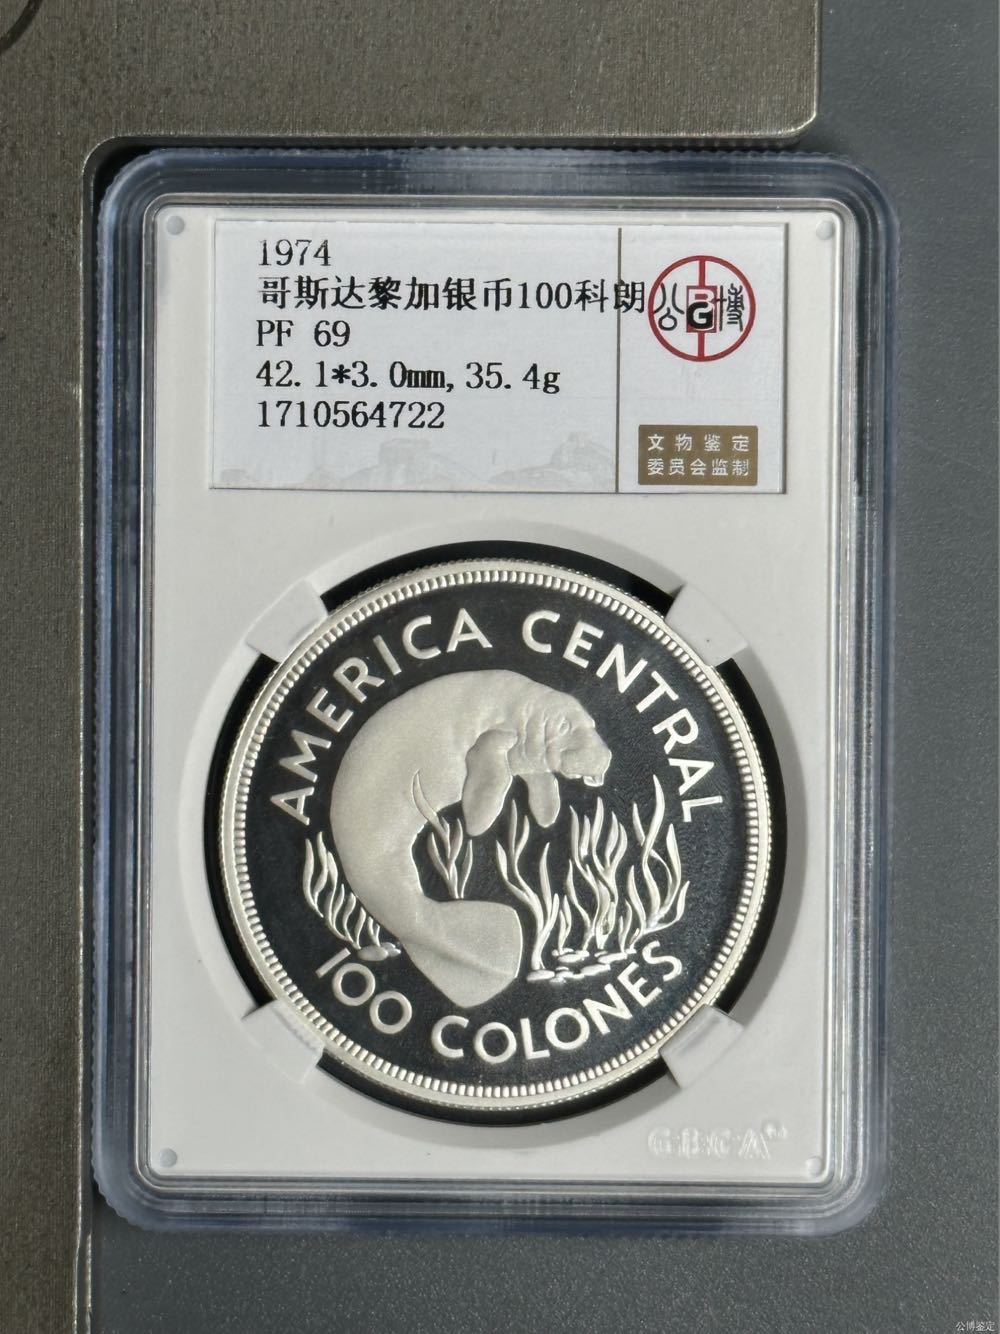 1974
哥斯达黎加银币100科朗
PF 69
42.1*3.0mm,35.4g
1710564722
公 G 博
文物鉴定
委员会监制
AMERICA CENTRAL
100 COLONES
GBCA
公博鉴定